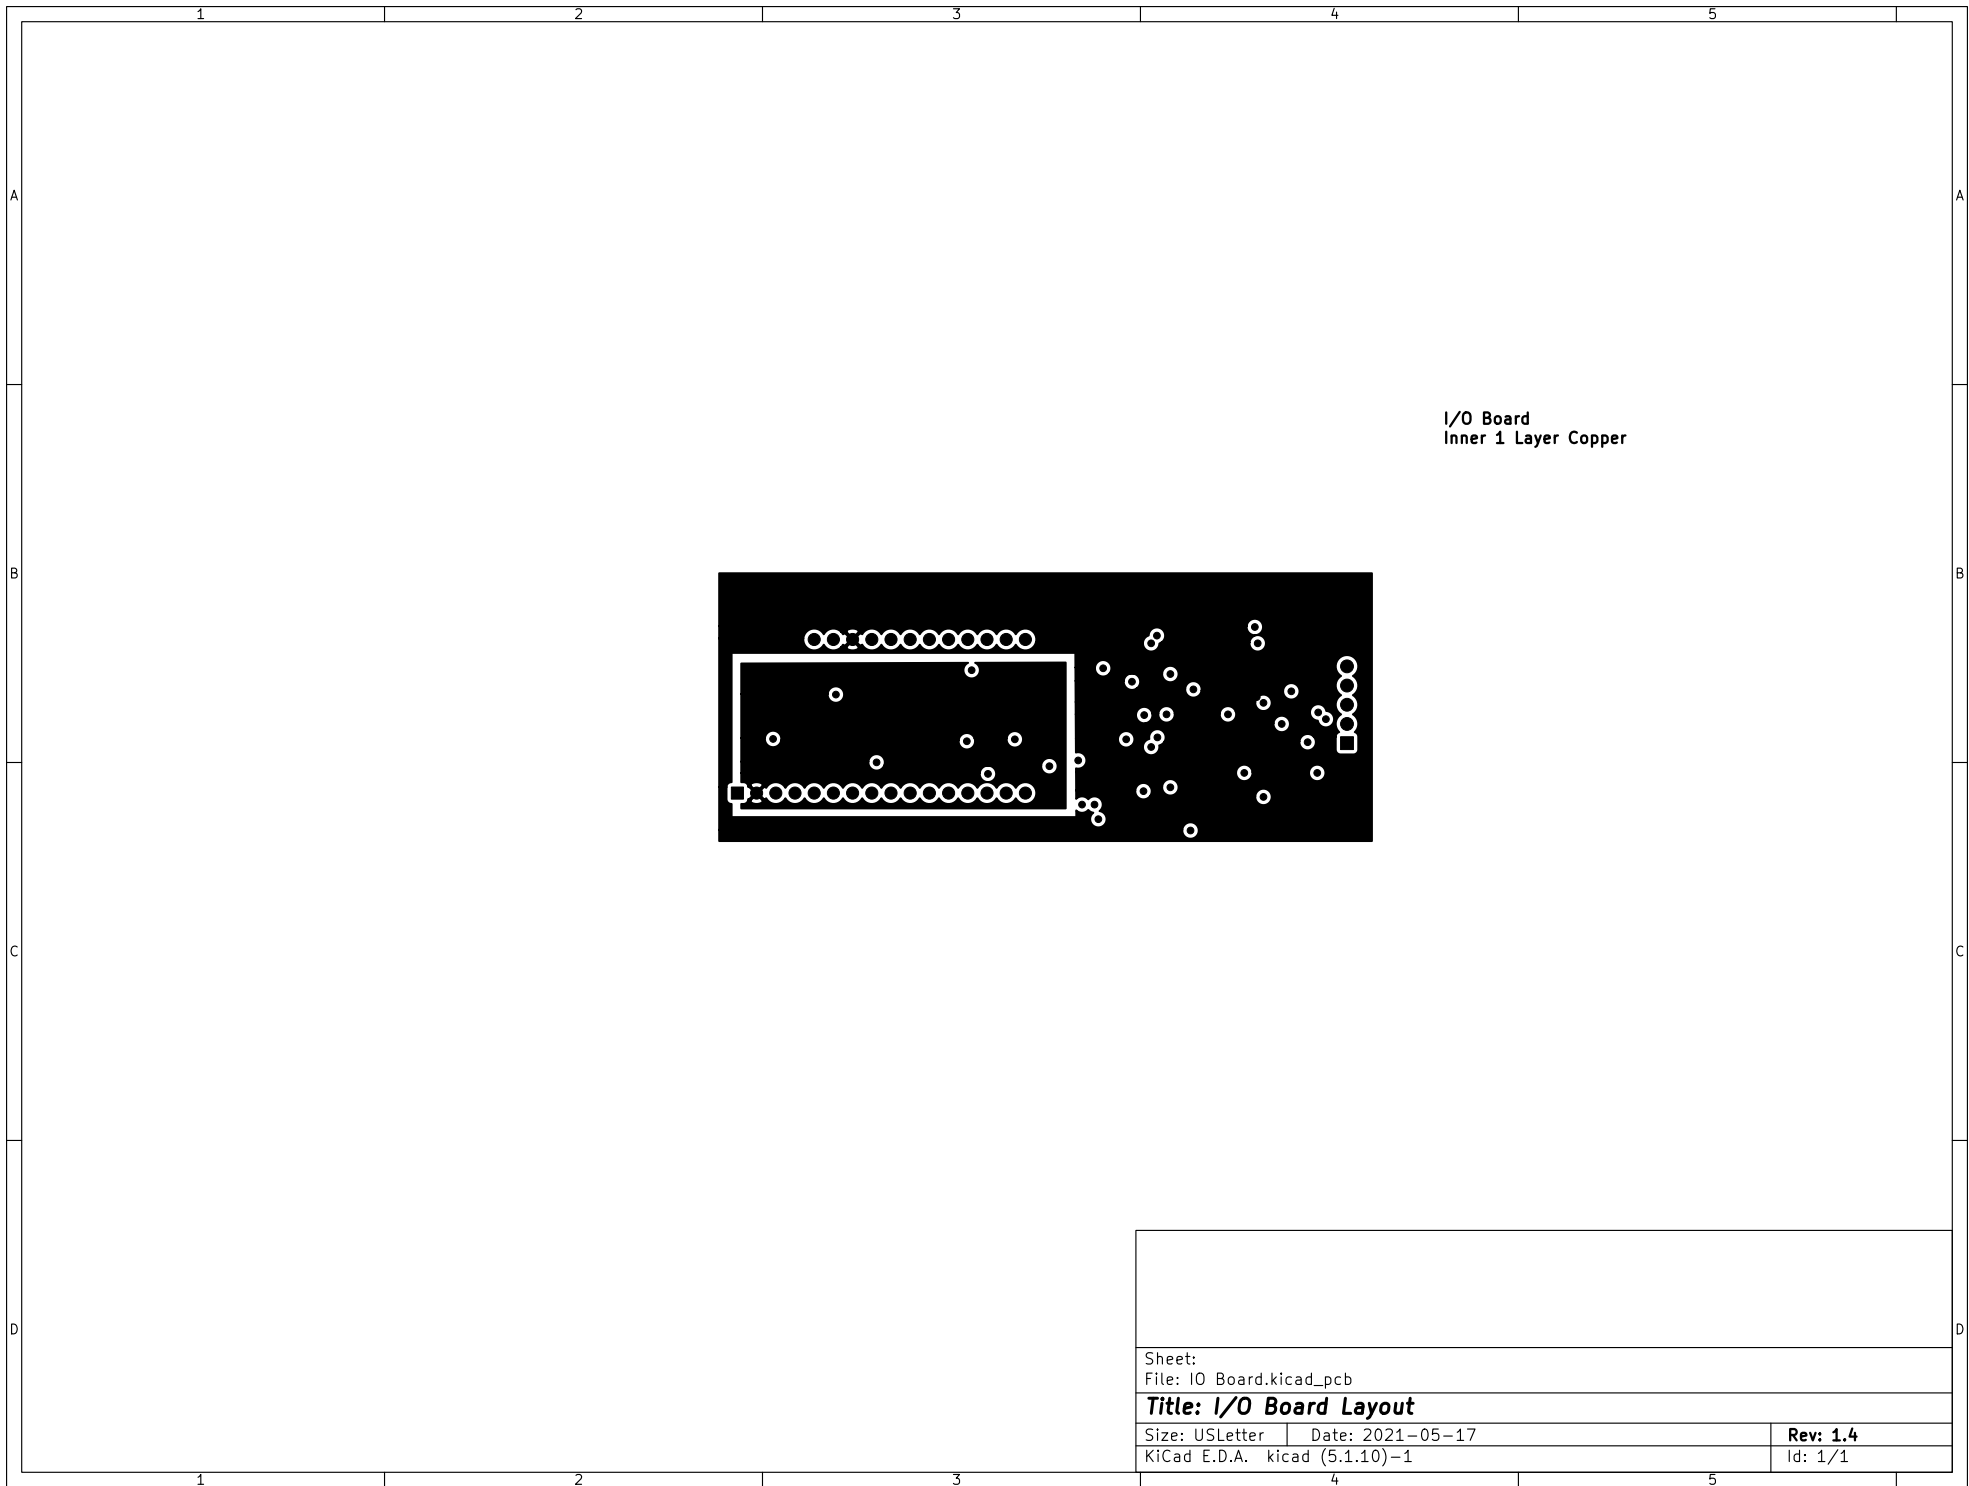 1 2 3 4 5
A A
I/O Board
Inner 1 Layer Copper
B B
C C
D D
Sheet:
File: IO Board.kicad_pcb
Title: I/O Board Layout
Size: USLetter Date: 2021-05-17 Rev: 1.4
KiCad E.D.A. kicad (5.1.10)-1 Id: 1/1
1 2 3 4 5